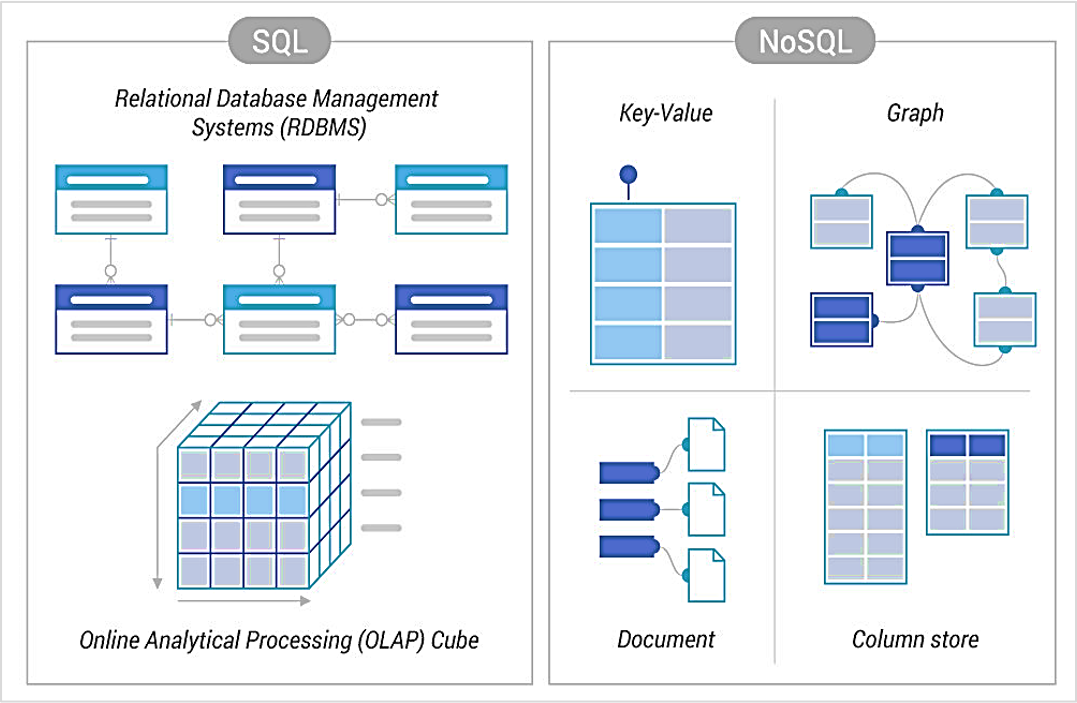 SQL
Relational Database Management
Systems (RDBMS)
Online Analytical Processing (OLAP) Cube
NoSQL
Key-Value
Graph
Document
Column store